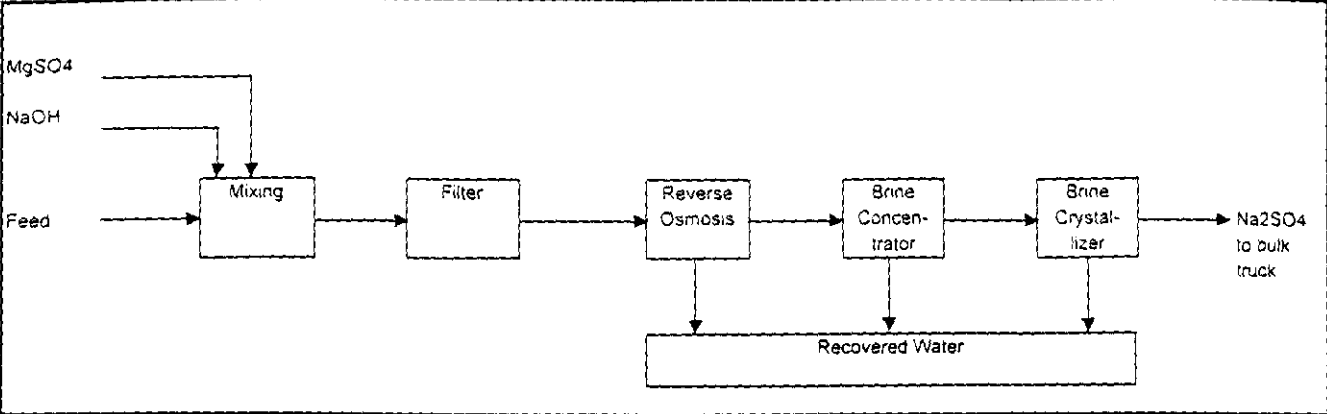 MgSO4
NaOH
Feed
Mixing
Filter
Reverse
Osmosis
Brine
Concen-
trator
Brine
Crystal-
lizer
Na2SO4
to bulk
truck
Recovered Water